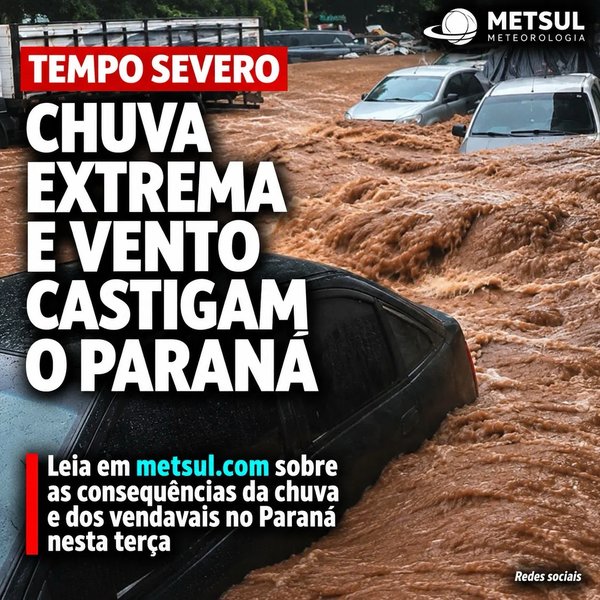 METSUL
METEOROLOGIA
TEMPO SEVERO
CHUVA
EXTREMA
E VENTO
CASTIGAM
O PARANÁ
Leia em metsul.com sobre
as consequências da chuva
e dos vendavais no Paraná
nesta terça
Redes sociais